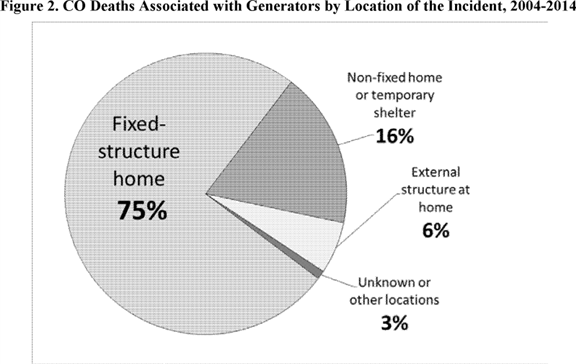 Figure 2. CO Deaths Associated with Generators by Location of the Incident, 2004-2014
Fixed-
structure
home
75%
Non-fixed home
or temporary
shelter
16%
External
structure at
home
6%
Unknown or
other locations
3%